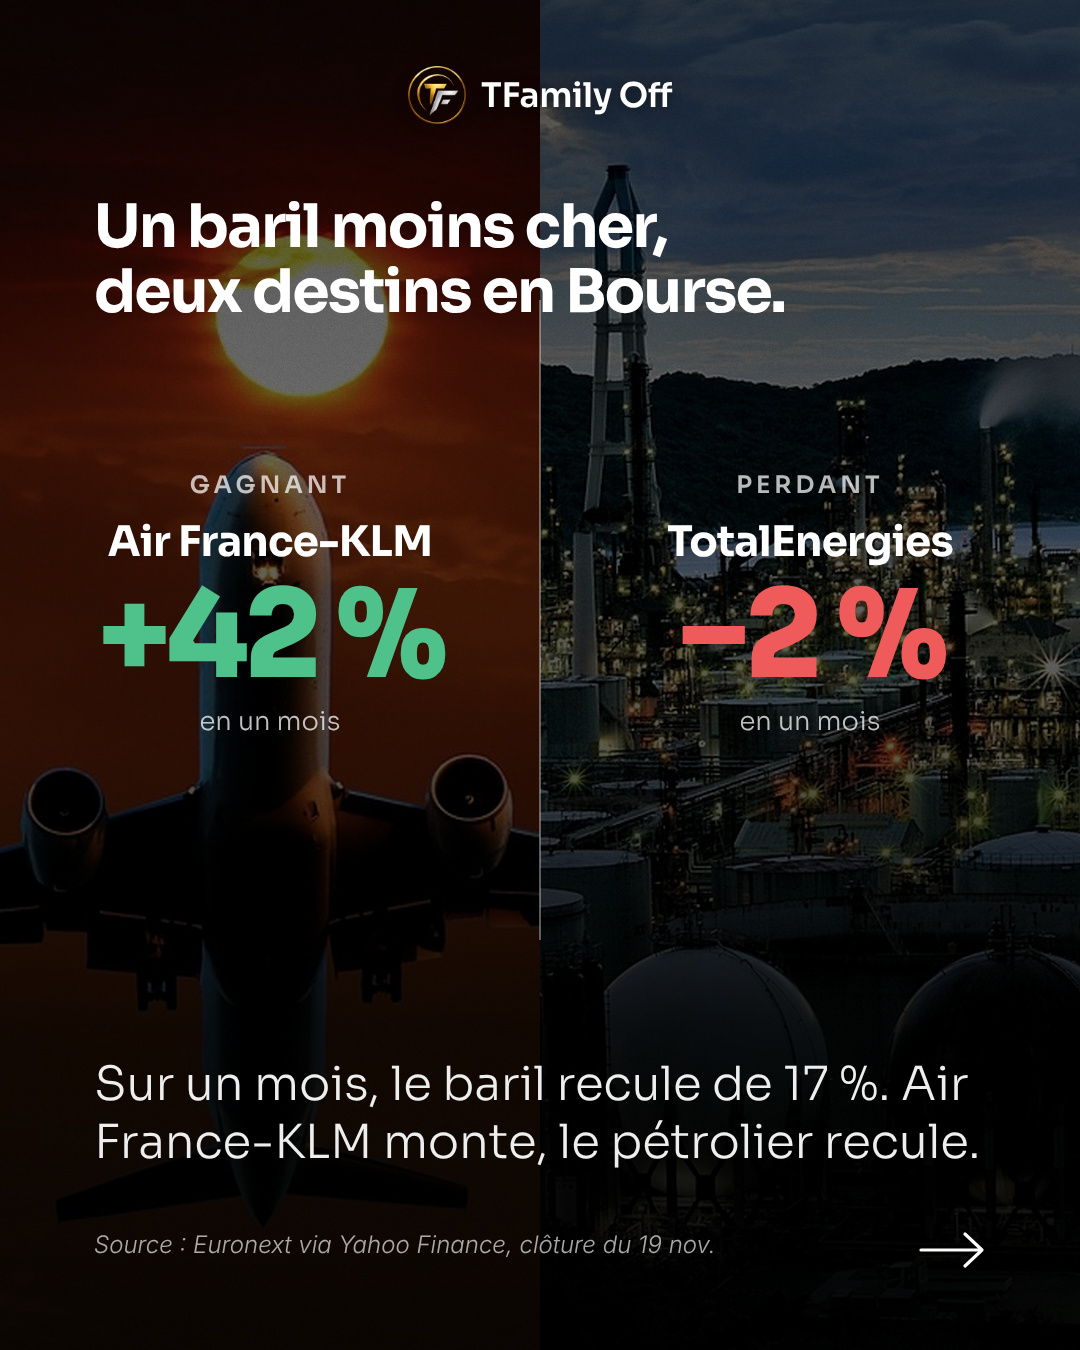 TFamily Off
Un baril moins cher,
deux destins en Bourse.
GAGNANT
Air France-KLM
+42 %
en un mois
PERDANT
TotalEnergies
−2 %
en un mois
Sur un mois, le baril recule de 17 %. Air
France-KLM monte, le pétrolier recule.
Source : Euronext via Yahoo Finance, clôture du 19 nov.